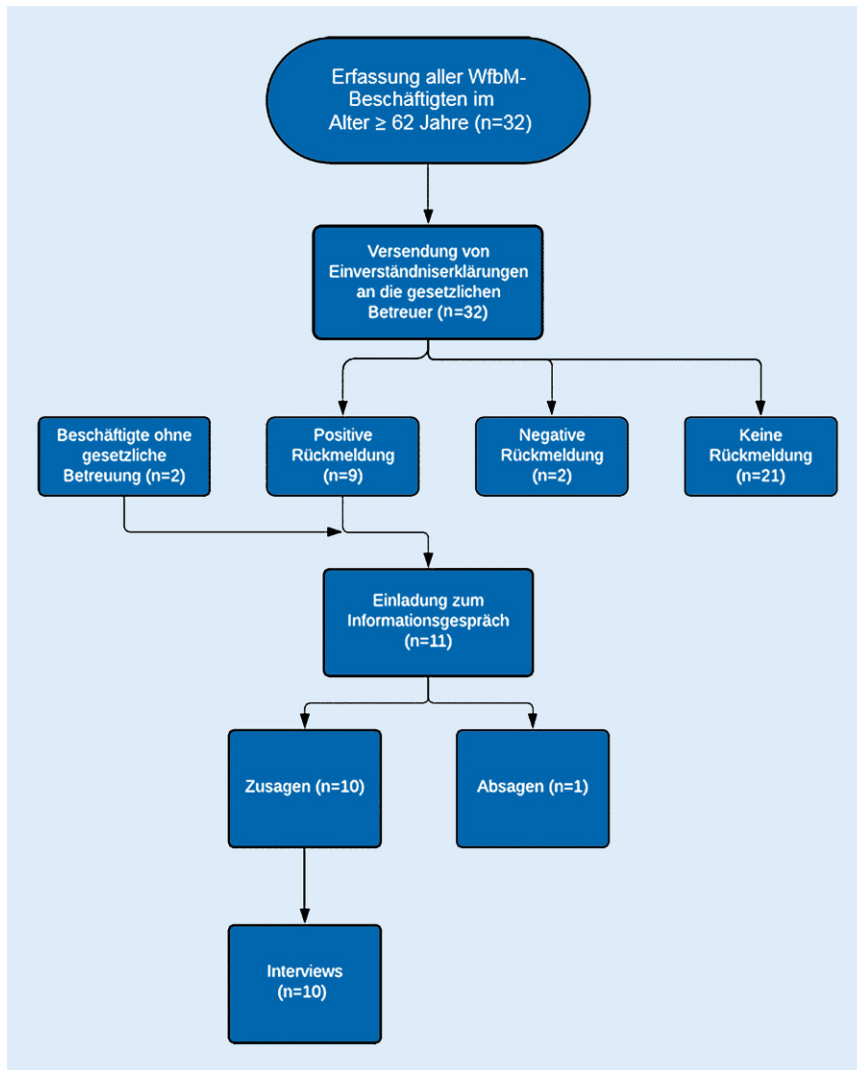 Erfassung aller WfbM-
Beschäftigten im
Alter ≥ 62 Jahre (n=32)
Versendung von
Einverständniserklärungen
an die gesetzlichen
Betreuer (n=32)
Beschäftigte ohne
gesetzliche
Betreuung (n=2)
Positive
Rückmeldung
(n=9)
Negative
Rückmeldung
(n=2)
Keine
Rückmeldung
(n=21)
Einladung zum
Informationsgespräch
(n=11)
Zusagen (n=10)
Absagen (n=1)
Interviews
(n=10)